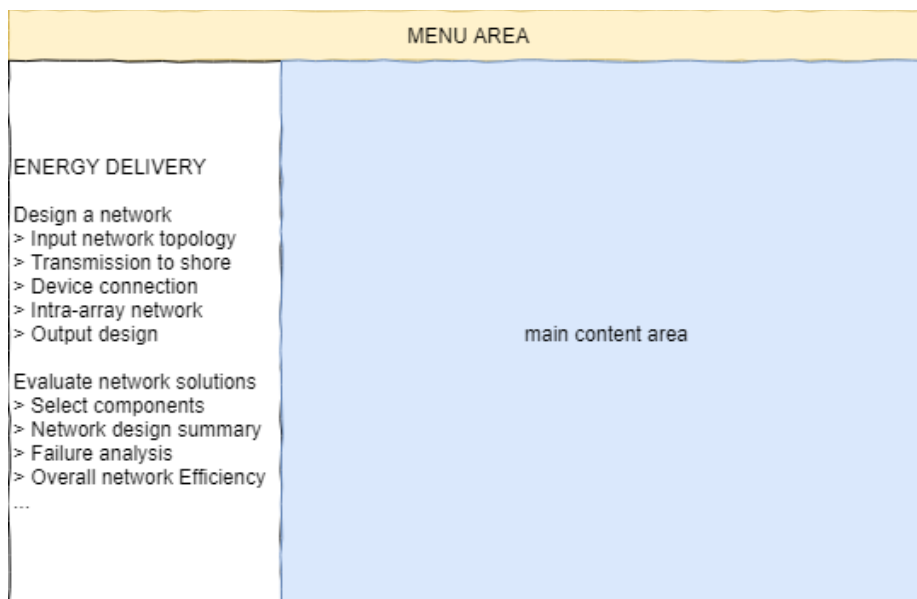 MENU AREA
ENERGY DELIVERY
Design a network
> Input network topology
> Transmission to shore
> Device connection
> Intra-array network
> Output design
Evaluate network solutions
> Select components
> Network design summary
> Failure analysis
> Overall network Efficiency
...
main content area